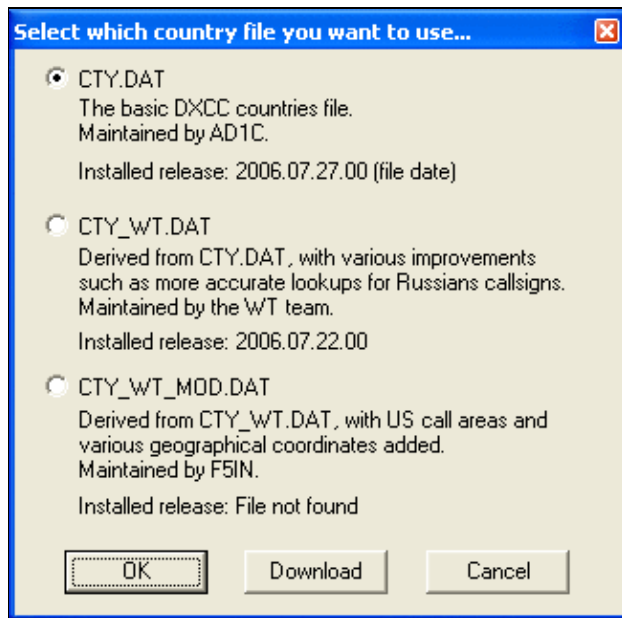 Select which country file you want to use...
CTY.DAT
The basic DXCC countries file.
Maintained by AD1C.
Installed release: 2006.07.27.00 (file date)
CTY_WT.DAT
Derived from CTY.DAT, with various improvements
such as more accurate lookups for Russians callsigns.
Maintained by the WT team.
Installed release: 2006.07.22.00
CTY_WT_MOD.DAT
Derived from CTY_WT.DAT, with US call areas and
various geographical coordinates added.
Maintained by F5IN.
Installed release: File not found
OK Download Cancel